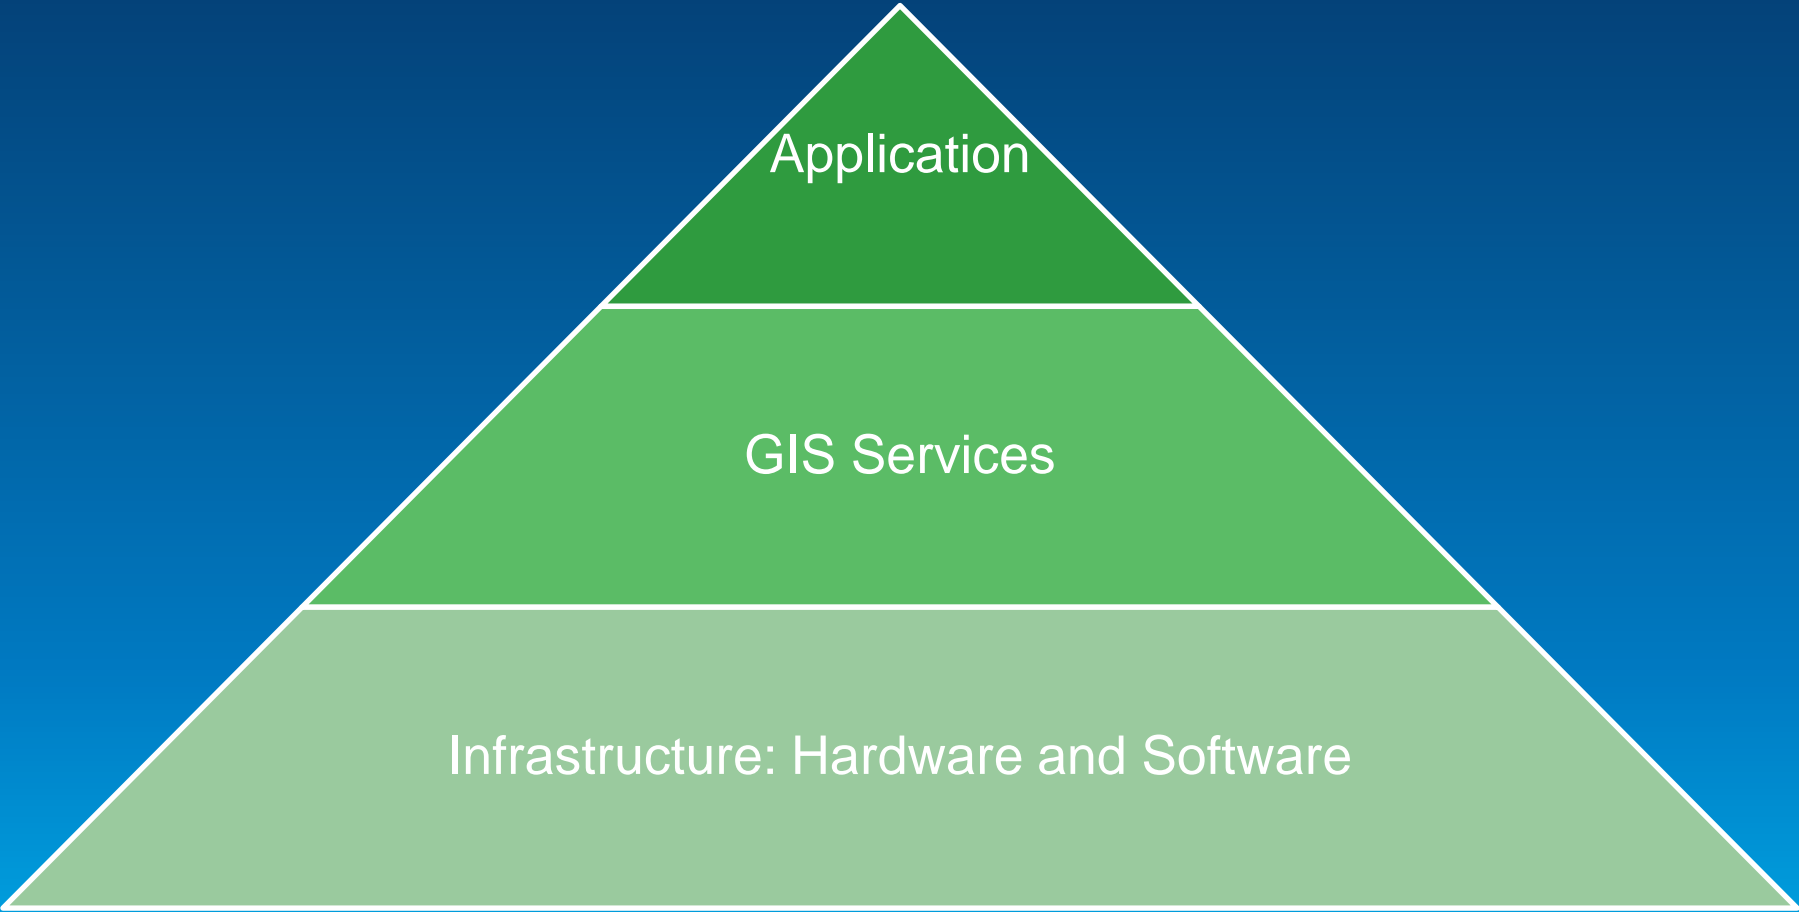 Application
GIS Services
Infrastructure: Hardware and Software